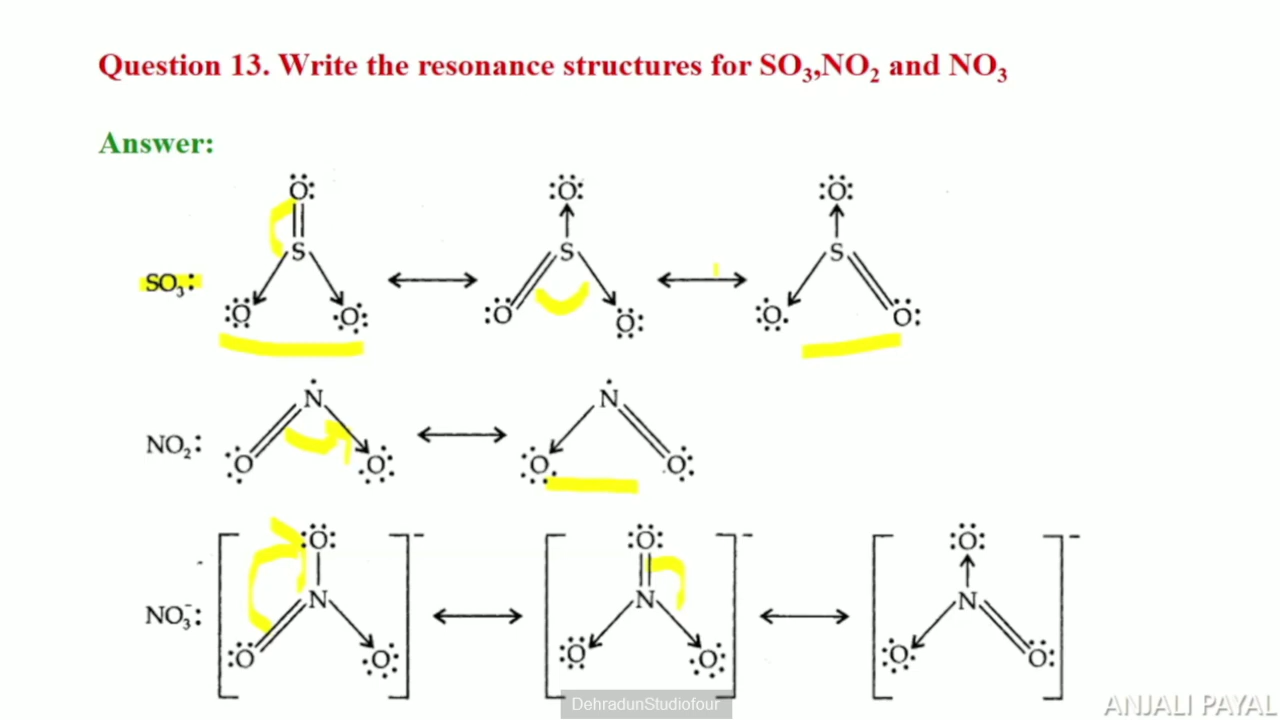 Question 13. Write the resonance structures for SO₃,NO₂ and NO₃
Answer:
:Ö: :Ö: :Ö:
SO₃: S S S
:O :O: :O O: :O. O:
NO₂: N N
:O :O: :O. O:
:O: :O: :O:
NO₃⁻: N N N
:O :O: :O :O: :O: O:
DehradunStudiofour
ANJALI PAYAL